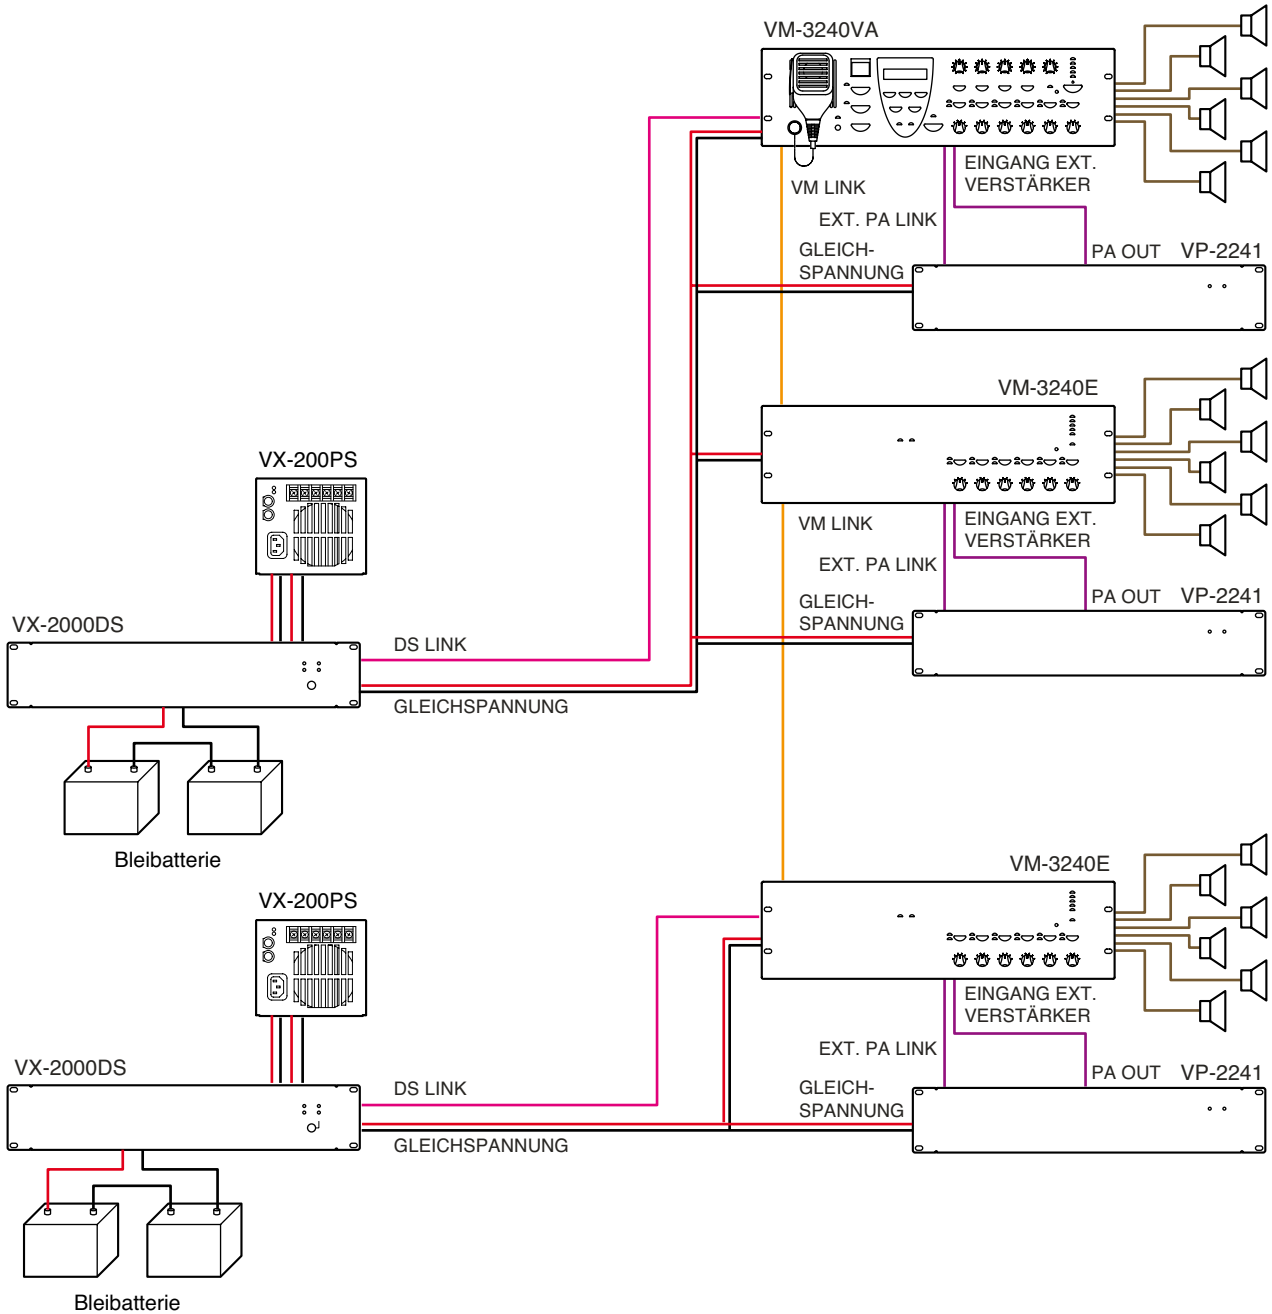 VM-3240VA
VM LINK
EINGANG EXT.
VERSTÄRKER
EXT. PA LINK
GLEICH-
SPANNUNG
PA OUT
VP-2241
VM-3240E
VX-200PS
VM LINK
EINGANG EXT.
VERSTÄRKER
EXT. PA LINK
GLEICH-
SPANNUNG
PA OUT
VP-2241
VX-2000DS
DS LINK
GLEICHSPANNUNG
Bleibatterie
VM-3240E
VX-200PS
EINGANG EXT.
VERSTÄRKER
EXT. PA LINK
GLEICH-
SPANNUNG
PA OUT
VP-2241
VX-2000DS
DS LINK
GLEICHSPANNUNG
Bleibatterie